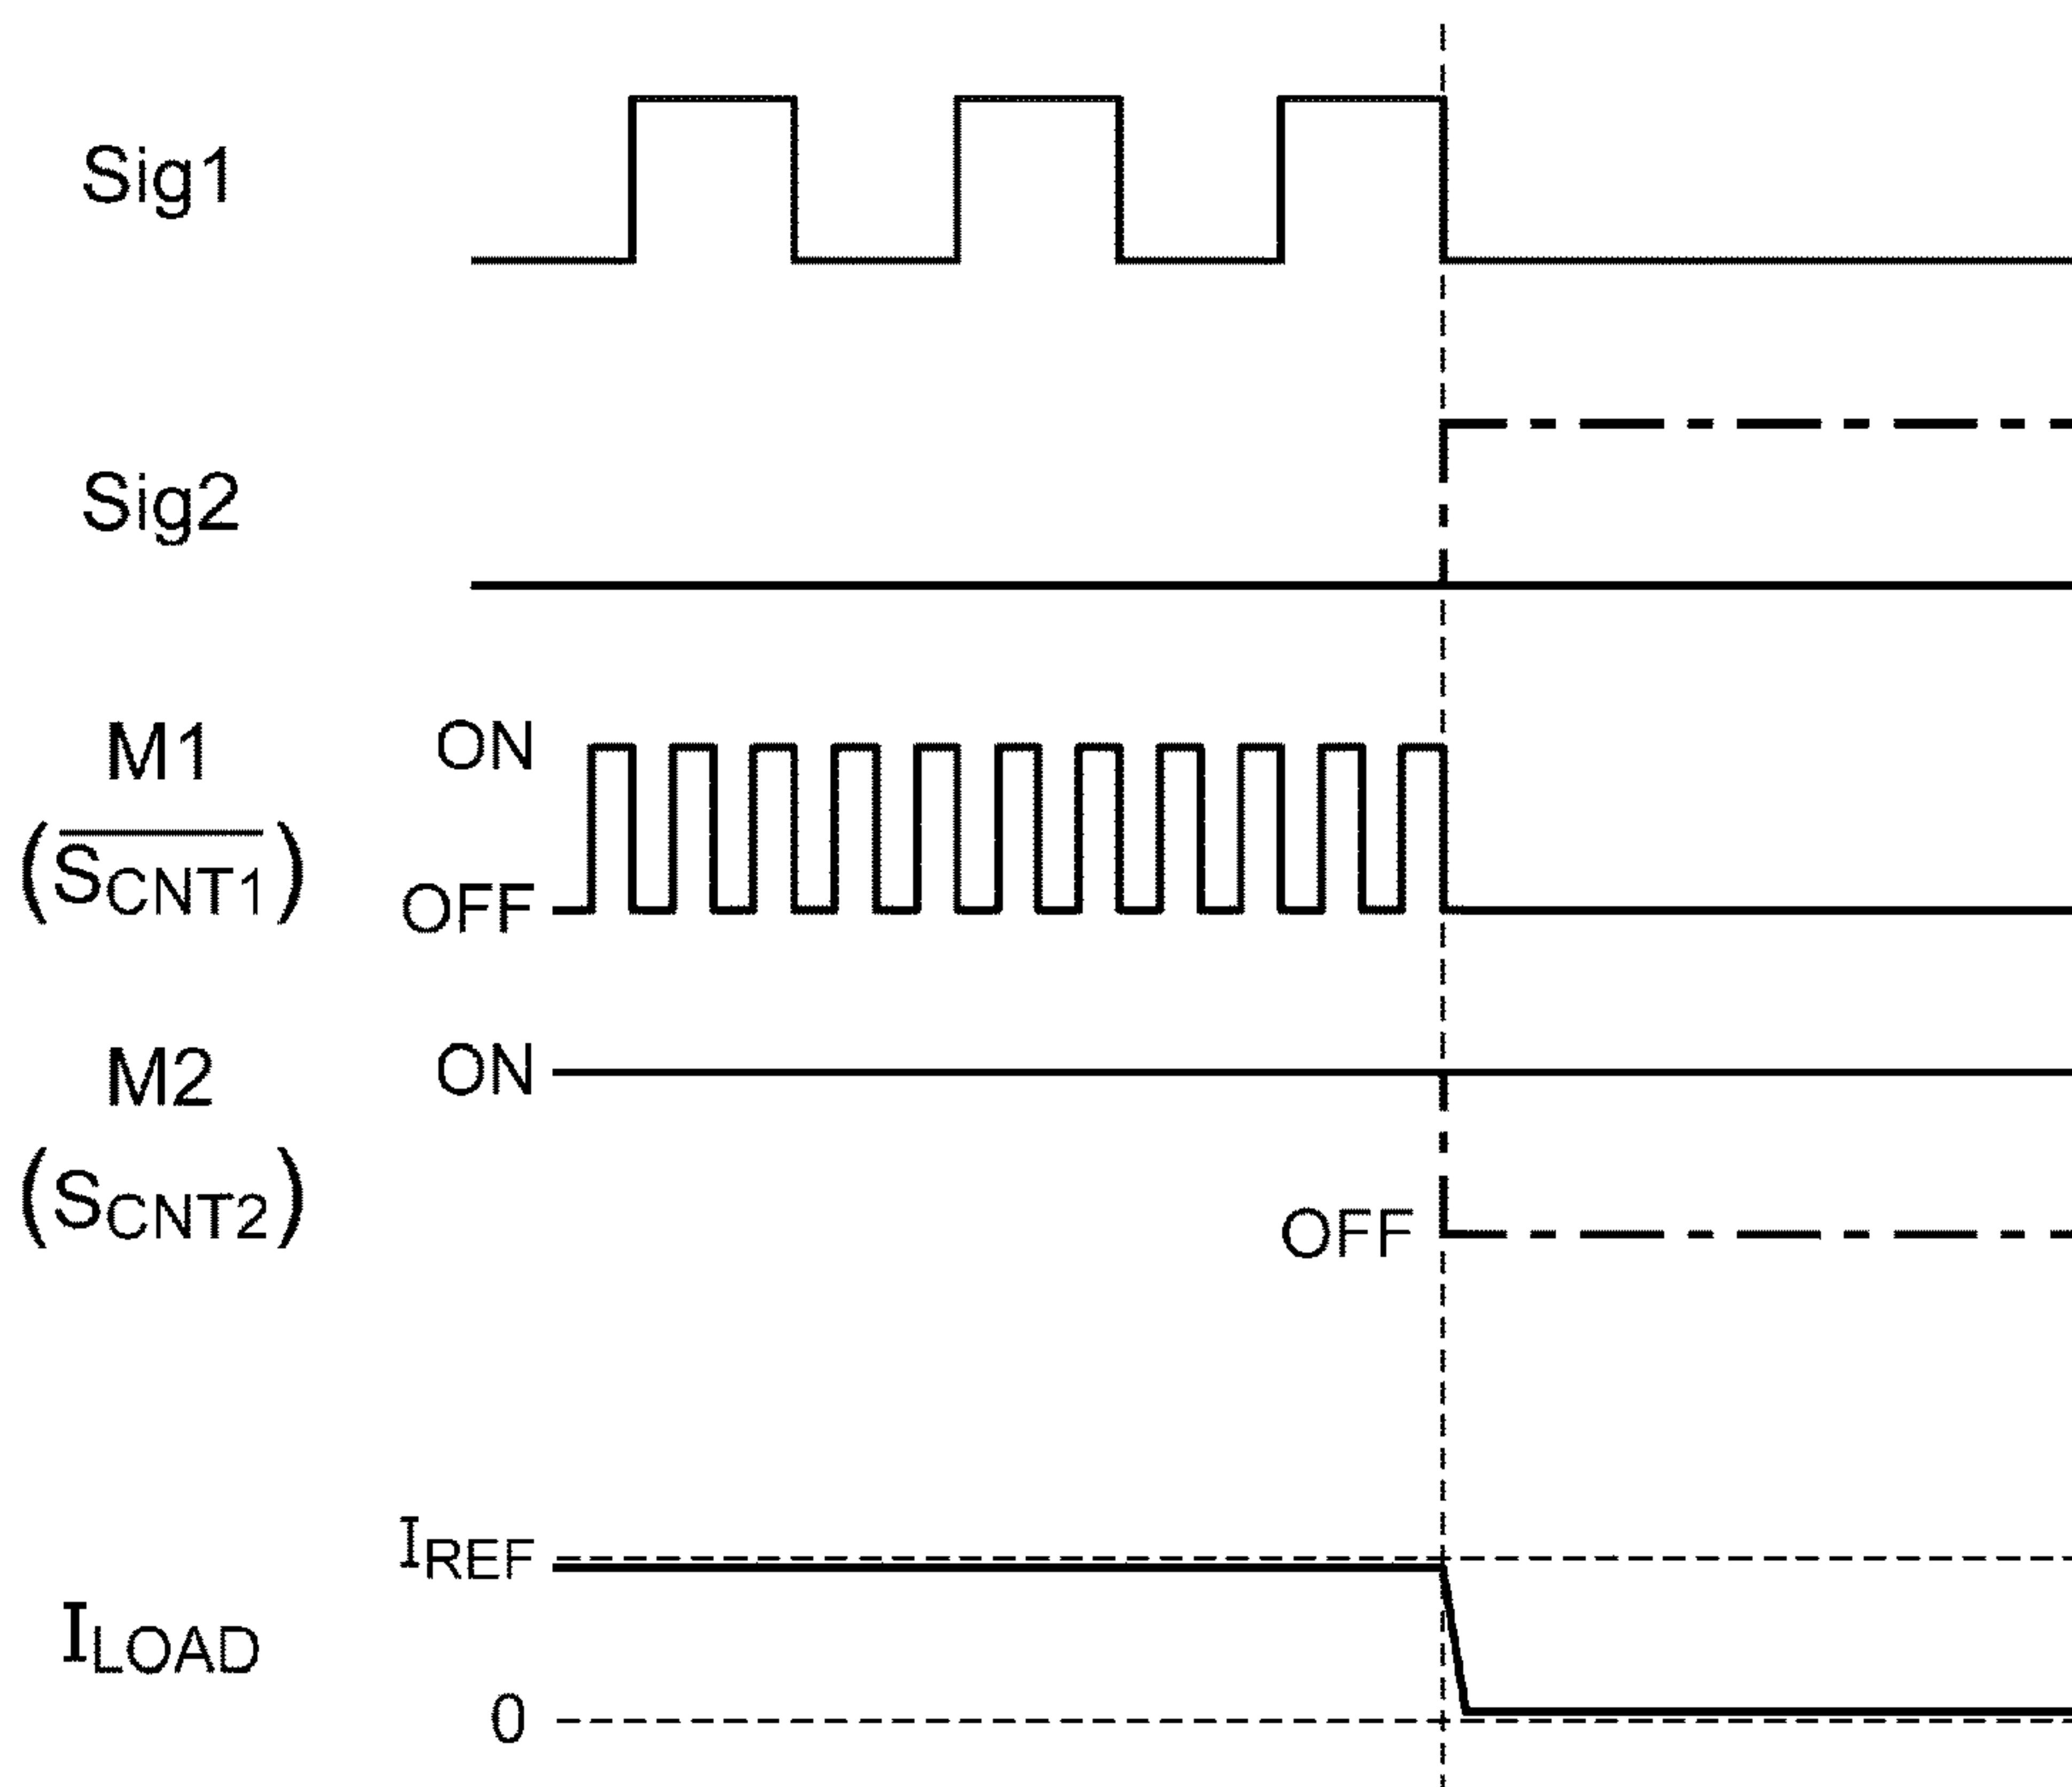 Sig1
Sig2
M1
(S̅C̅N̅T̅1̅)
ON
OFF
M2
(SCNT2)
ON
OFF
IREF
ILOAD
0